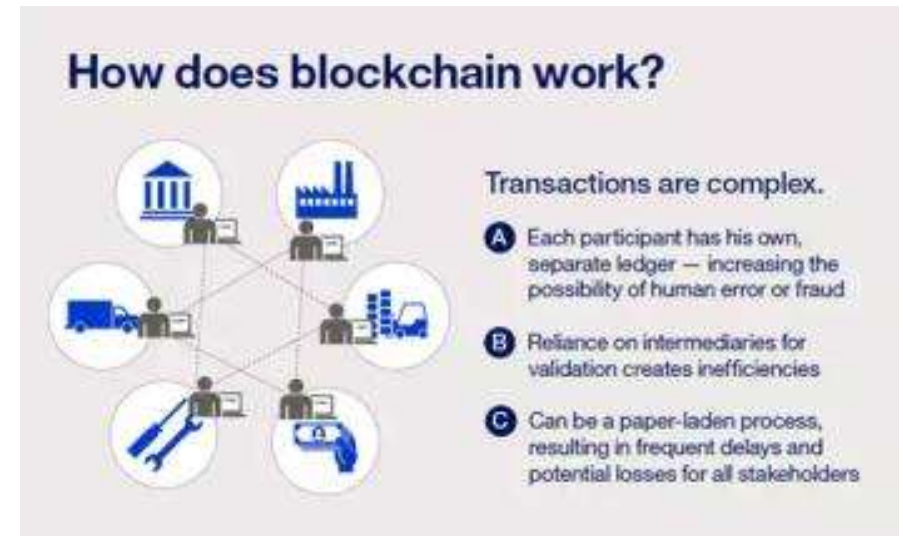 How does blockchain work?
Transactions are complex.
A Each participant has his own,
separate ledger — increasing the
possibility of human error or fraud
B Reliance on intermediaries for
validation creates inefficiencies
C Can be a paper-laden process,
resulting in frequent delays and
potential losses for all stakeholders